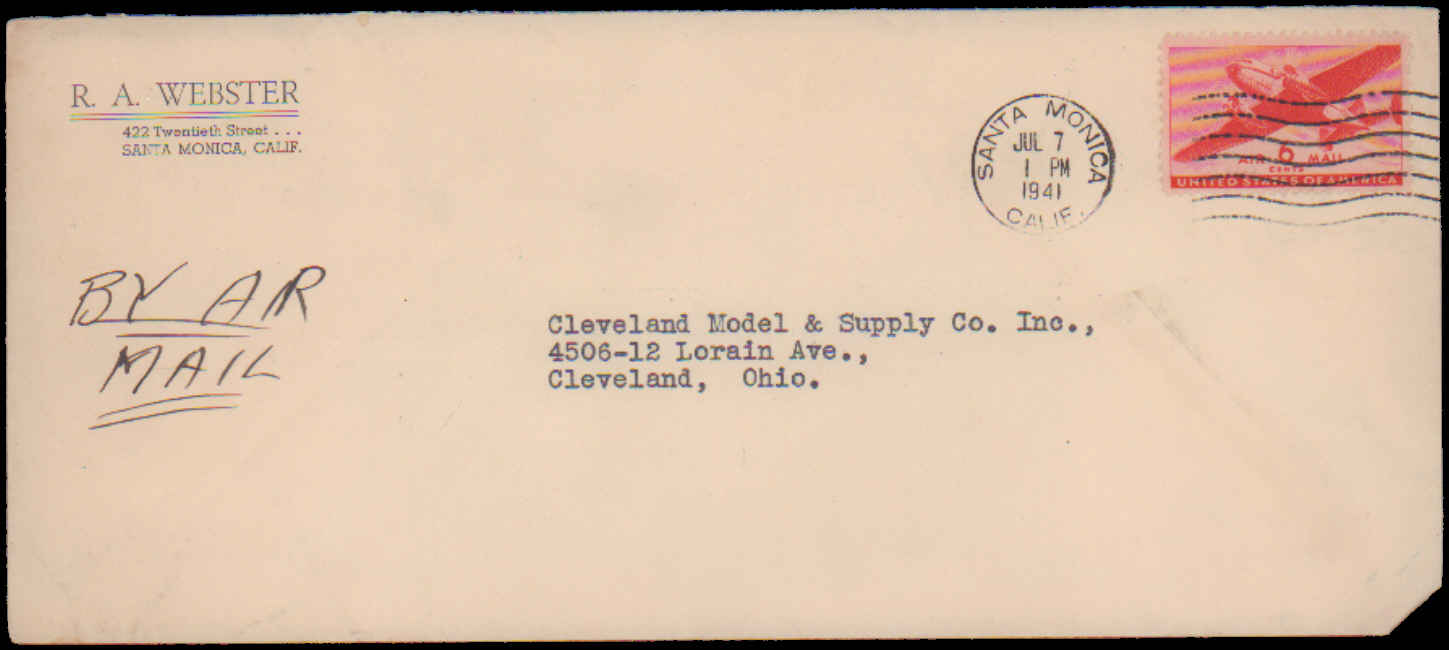 R. A. WEBSTER
422 Twentieth Street . . .
SANTA MONICA, CALIF.
SANTA MONICA
JUL 7
1 PM
1941
CALIF.
AIR 6 MAIL
CENTS
UNITED STATES OF AMERICA
BY AR
MAIL
Cleveland Model & Supply Co. Inc.,
4506-12 Lorain Ave.,
Cleveland, Ohio.